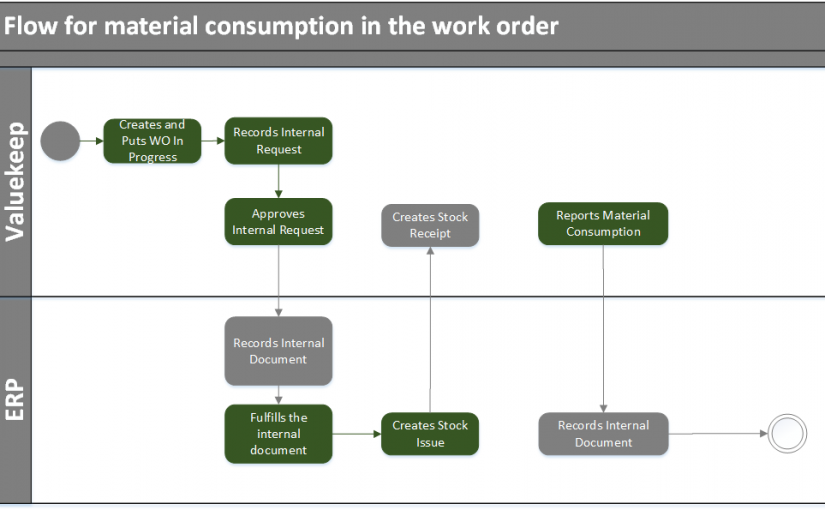 Flow for material consumption in the work order
Valuekeep
Creates and
Puts WO In
Progress
Records Internal
Request
Approves
Internal Request
Creates Stock
Receipt
Reports Material
Consumption
ERP
Records Internal
Document
Fulfills the
internal
document
Creates Stock
Issue
Records Internal
Document